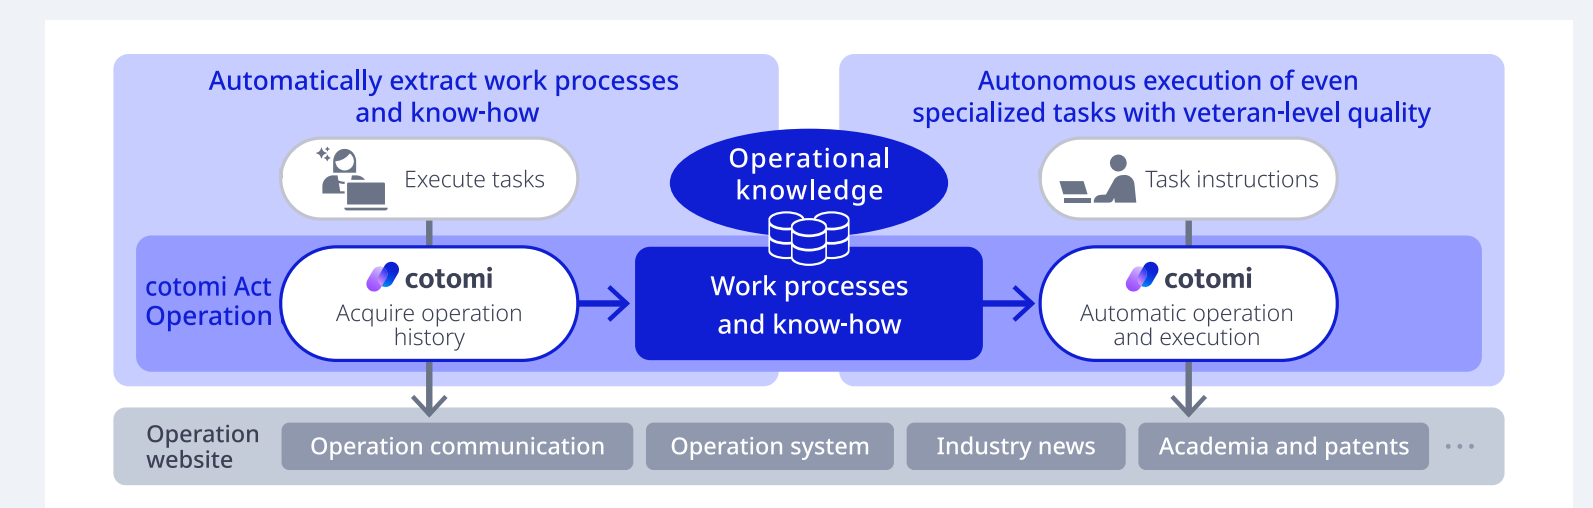 Automatically extract work processes
and know-how
Autonomous execution of even
specialized tasks with veteran-level quality
Execute tasks
Operational
knowledge
Task instructions
cotomi Act
Operation
cotomi
Acquire operation
history
Work processes
and know-how
cotomi
Automatic operation
and execution
Operation
website
Operation communication
Operation system
Industry news
Academia and patents
...